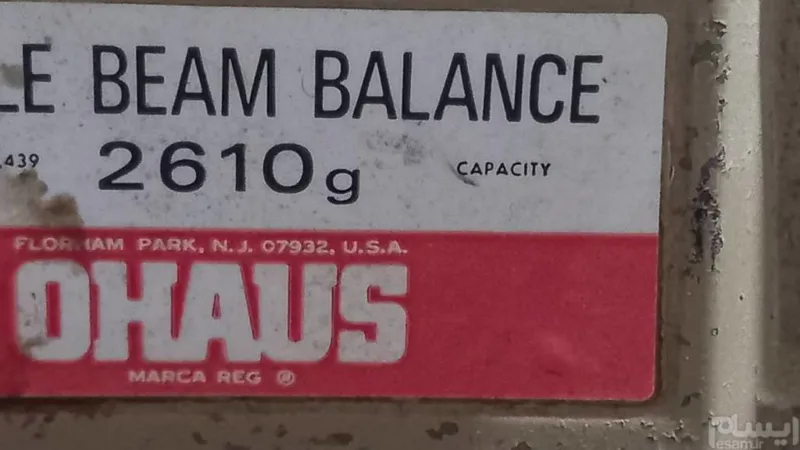 LE BEAM BALANCE
,439 2610g CAPACITY
FLORHAM PARK, N.J. 07932, U.S.A.
OHAUS
MARCA REG ®
ایسام
esam.ir